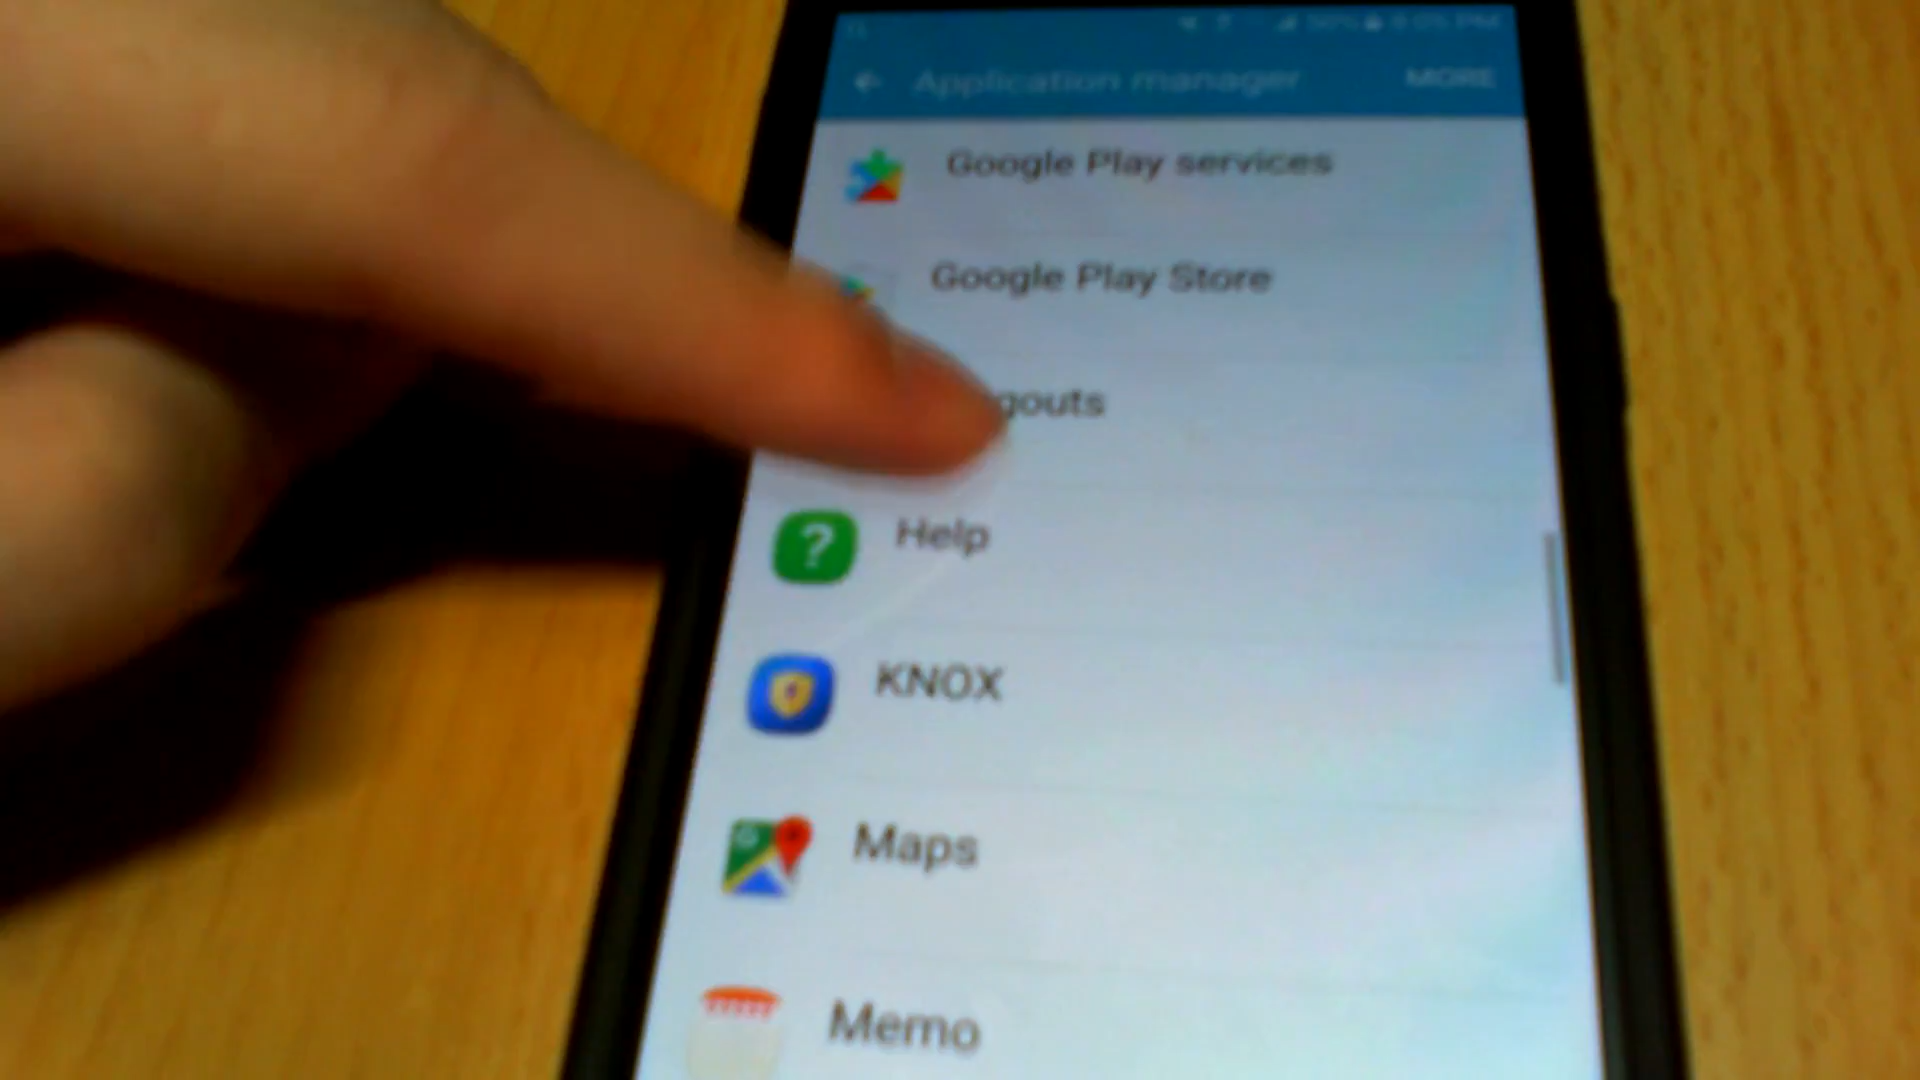 Application manager MORE
Google Play services
Google Play Store
gouts
Help
KNOX
Maps
Memo